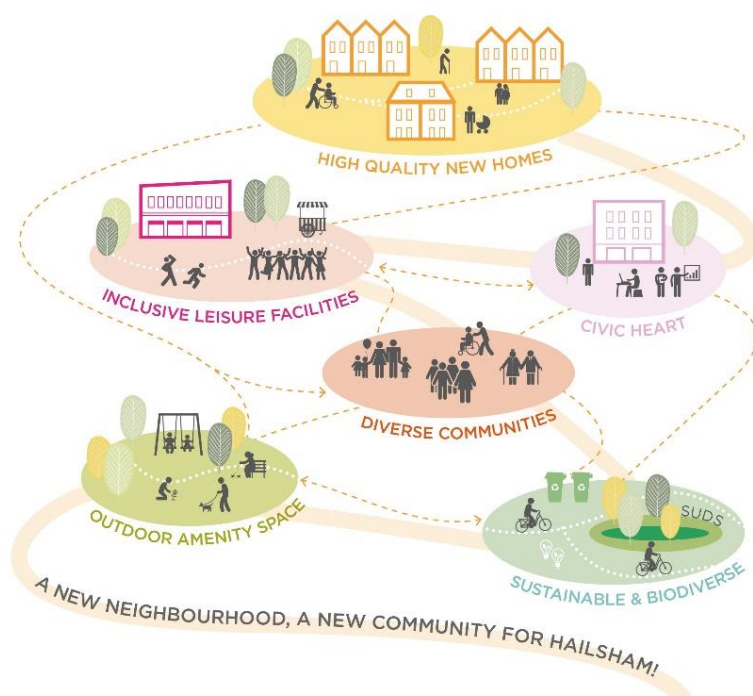 HIGH QUALITY NEW HOMES
INCLUSIVE LEISURE FACILITIES
CIVIC HEART
DIVERSE COMMUNITIES
OUTDOOR AMENITY SPACE
SUDS
SUSTAINABLE & BIODIVERSE
A NEW NEIGHBOURHOOD, A NEW COMMUNITY FOR HAILSHAM!